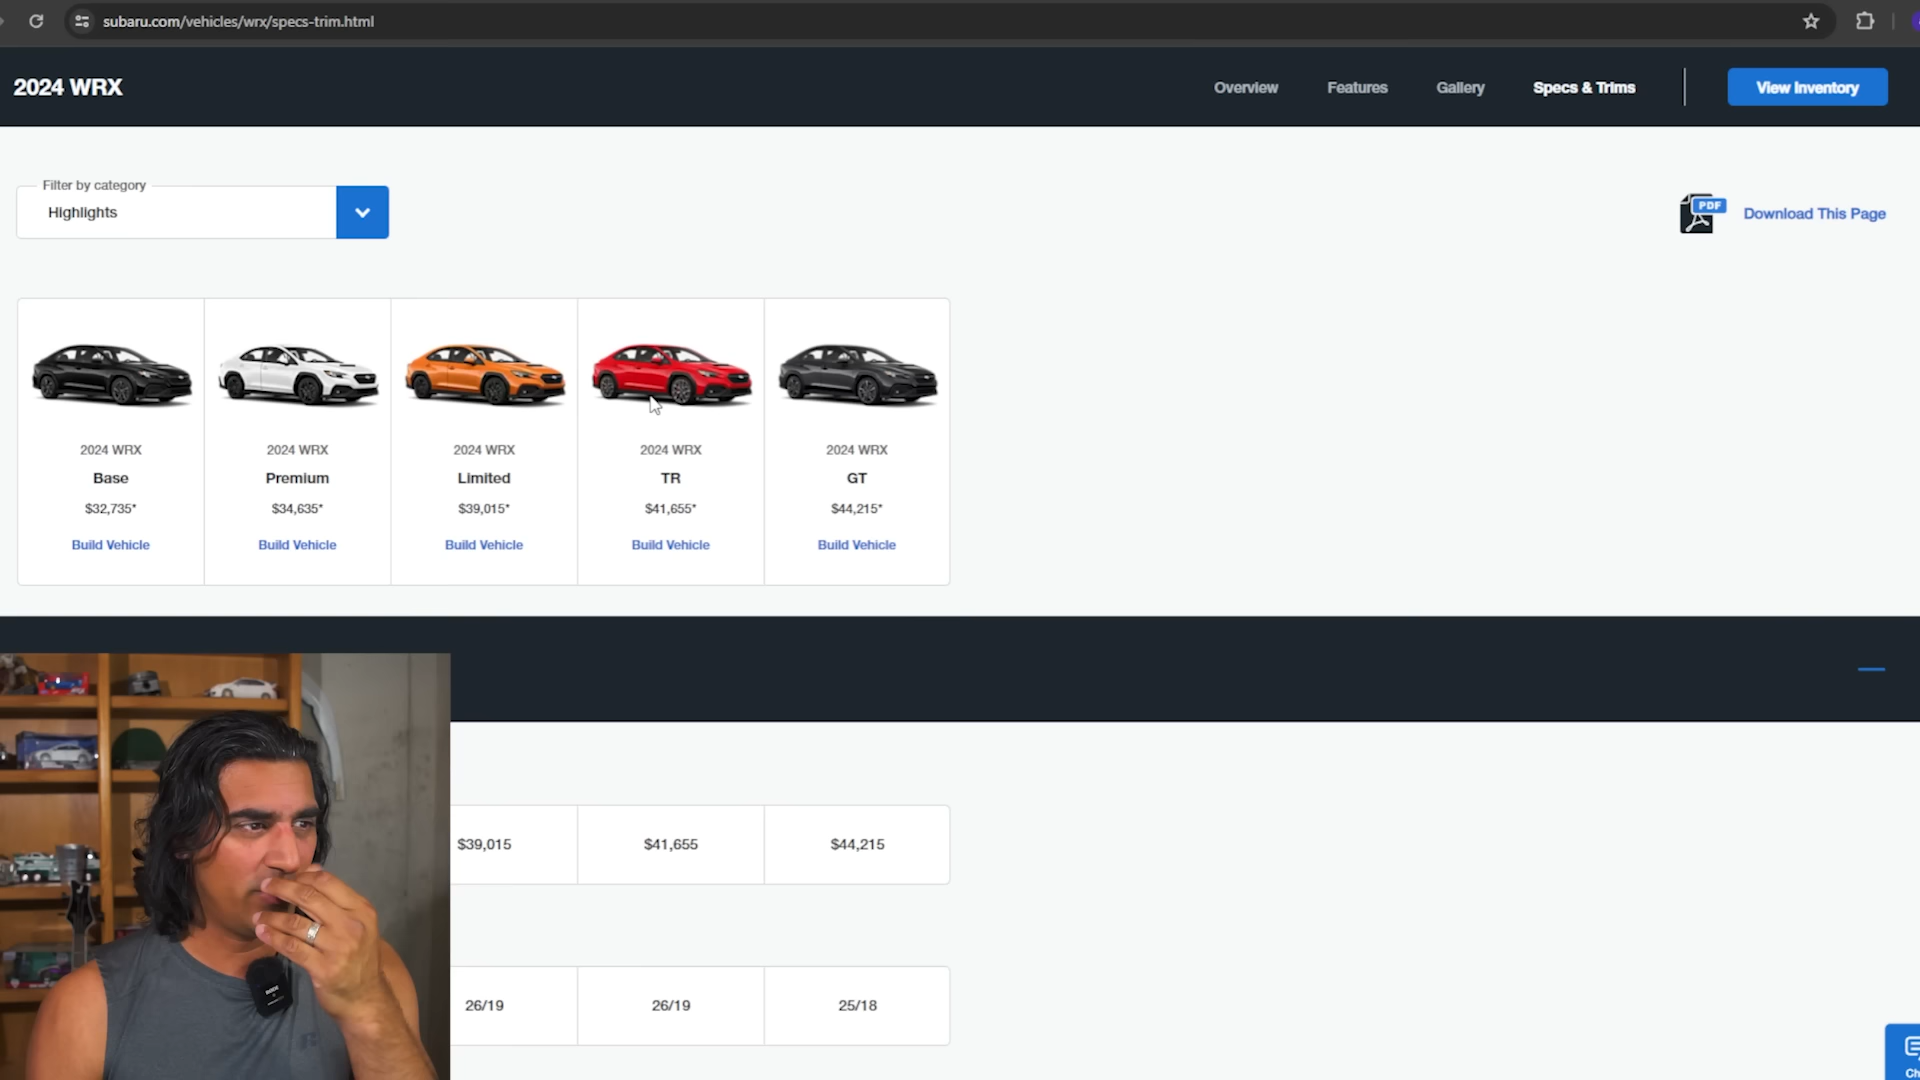 subaru.com/vehicles/wrx/specs-trim.html
2024 WRX
Overview
Features
Gallery
Specs & Trims
View Inventory
Filter by category
Highlights
PDF
Download This Page
2024 WRX
Base
$32,735*
Build Vehicle
2024 WRX
Premium
$34,635*
Build Vehicle
2024 WRX
Limited
$39,015*
Build Vehicle
2024 WRX
TR
$41,655*
Build Vehicle
2024 WRX
GT
$44,215*
Build Vehicle
$39,015
$41,655
$44,215
26/19
26/19
25/18
Ch